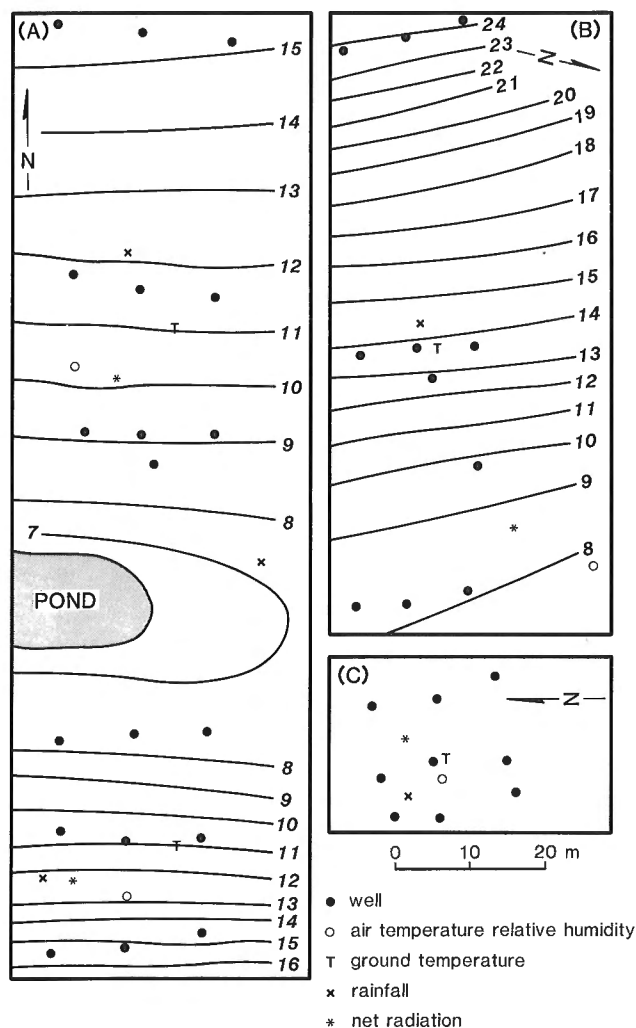 (A)
15
14
N
13
12
T
11
10
9
8
7
POND
8
9
10
T
11
12
13
14
15
16
(B)
24
23
N
22
21
20
19
18
17
16
15
14
T
13
12
11
10
9
8
(C)
N
T
0 20 m
well
air temperature relative humidity
T ground temperature
× rainfall
* net radiation